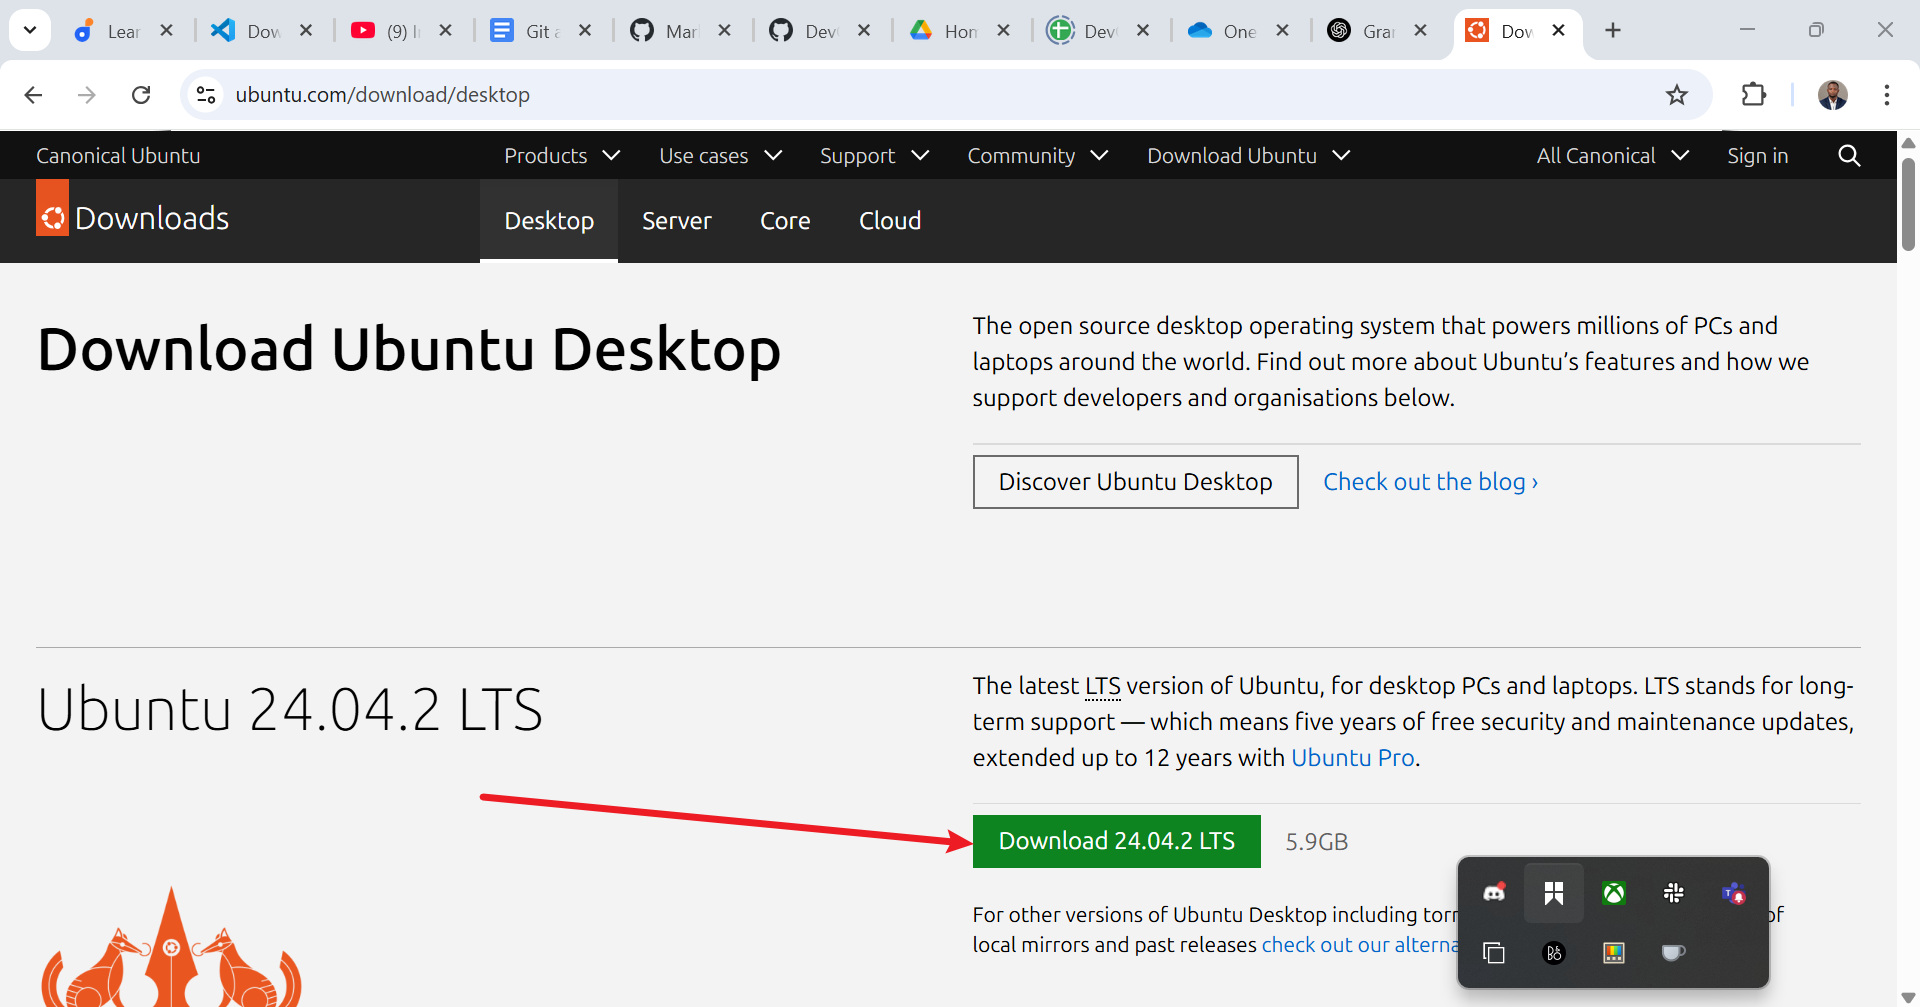 Lear
Dow
(9) I
Git a
Mar
Dev
Hom
Dev
One
Gra
Dow
ubuntu.com/download/desktop
Canonical Ubuntu
Products
Use cases
Support
Community
Download Ubuntu
All Canonical
Sign in
Downloads
Desktop
Server
Core
Cloud
Download Ubuntu Desktop
The open source desktop operating system that powers millions of PCs and
laptops around the world. Find out more about Ubuntu’s features and how we
support developers and organisations below.
Discover Ubuntu Desktop
Check out the blog ›
Ubuntu 24.04.2 LTS
The latest LTS version of Ubuntu, for desktop PCs and laptops. LTS stands for long-
term support — which means five years of free security and maintenance updates,
extended up to 12 years with Ubuntu Pro.
Download 24.04.2 LTS
5.9GB
For other versions of Ubuntu Desktop including torr of
local mirrors and past releases check out our alterna